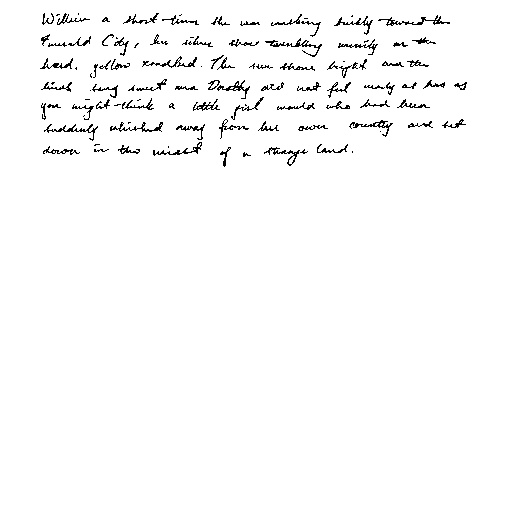 Within a short time she was walking briskly toward the
Emerald City, her silver shoes twinkling merrily on the
hard, yellow roadbed. The sun shone bright and the
birds sang sweet and Dorothy did not feel nearly as bad as
you might think a little girl would who had been
suddenly whisked away from her own country and set
down in the midst of a strange land.